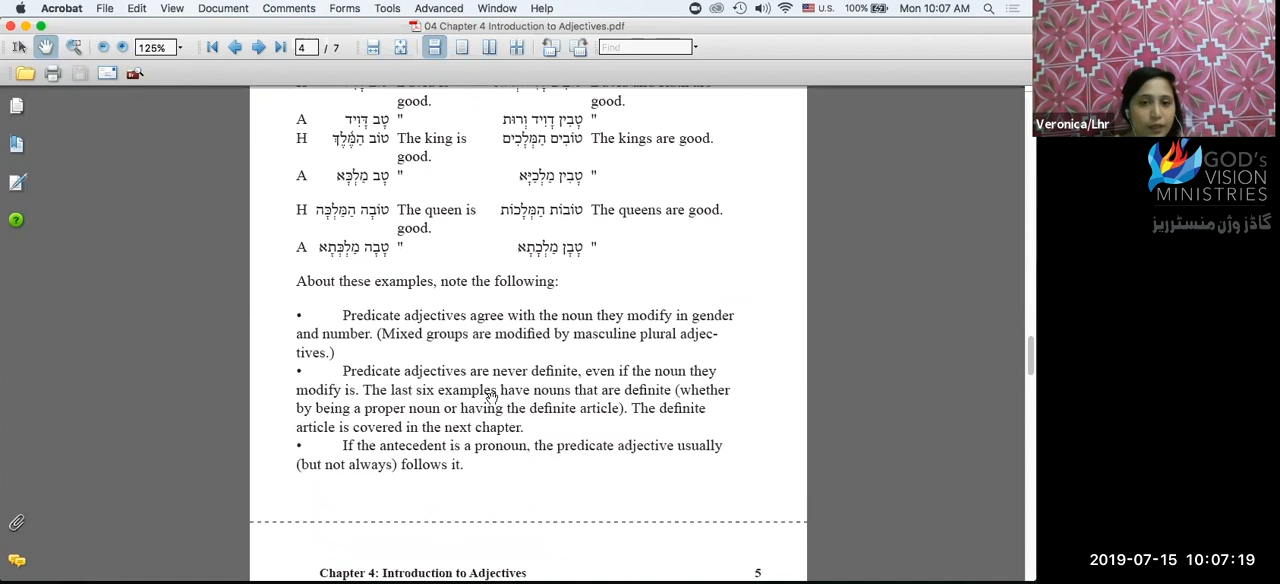 Acrobat File Edit View Document Comments Forms Tools Advanced Window Help U.S. 100% Mon 10:07 AM
04 Chapter 4 Introduction to Adjectives.pdf
125% 4 / 7 Find
good. good.
A טָב דָּוִיד " טָבִין דָוִיד וְרוּת "
H טוֹב הַמֶּלֶךְ The king is טוֹבִים הַמְּלָכִים The kings are good.
good.
A טָב מַלְכָּא " טָבִין מַלְכַיָּא "
H טוֹבָה הַמַּלְכָּה The queen is טוֹבוֹת הַמְּלָכוֹת The queens are good.
good.
A טָבָה מַלְכְּתָא " טָבָן מַלְכָתָא "
About these examples, note the following:
• Predicate adjectives agree with the noun they modify in gender
and number. (Mixed groups are modified by masculine plural adjec-
tives.)
• Predicate adjectives are never definite, even if the noun they
modify is. The last six examples have nouns that are definite (whether
by being a proper noun or having the definite article). The definite
article is covered in the next chapter.
• If the antecedent is a pronoun, the predicate adjective usually
(but not always) follows it.
Chapter 4: Introduction to Adjectives 5
Veronica/Lhr
GOD's
VISION
MINISTRIES
گاڈز وژن منسٹریز
2019-07-15 10:07:19